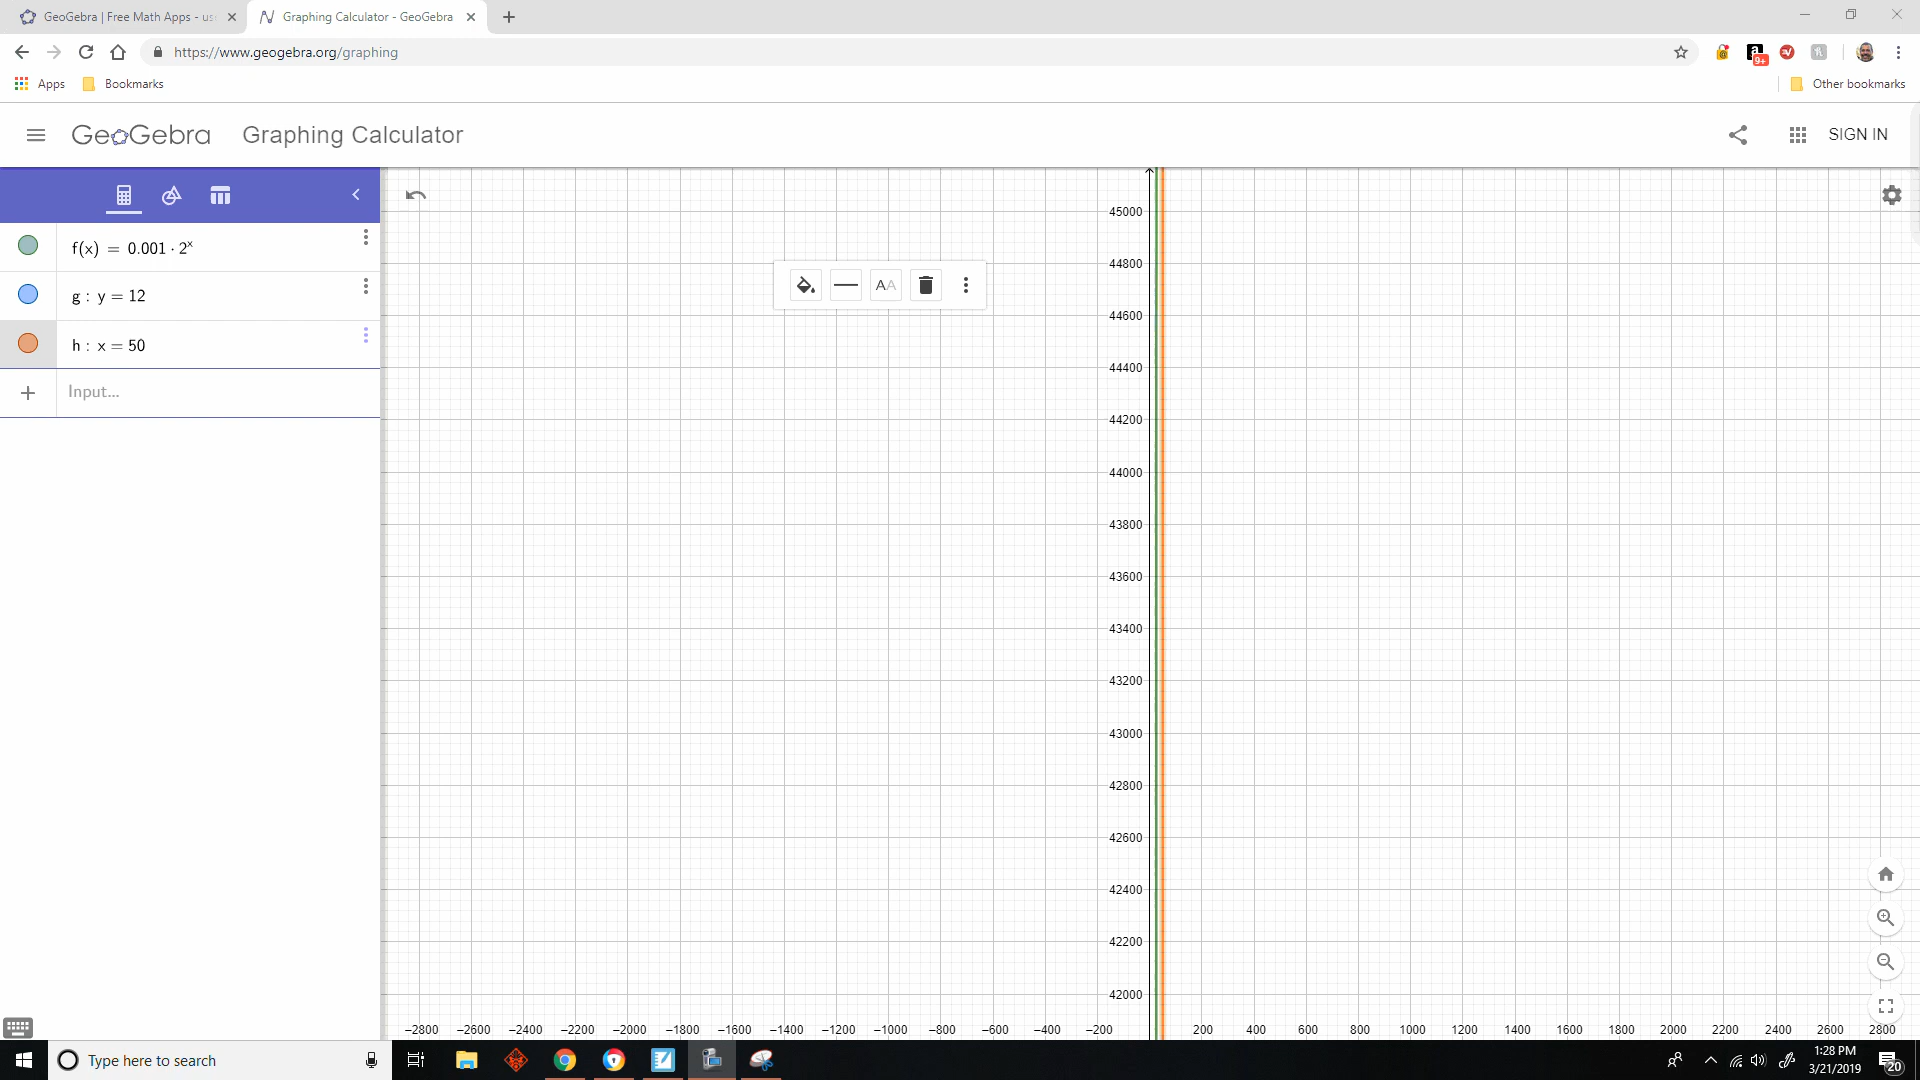 GeoGebra | Free Math Apps - us
Graphing Calculator - GeoGebra
https://www.geogebra.org/graphing
9+
Apps
Bookmarks
Other bookmarks
GeoGebra
Graphing Calculator
SIGN IN
f(x) = 0.001 · 2ˣ
g : y = 12
h : x = 50
Input...
AA
45000
44800
44600
44400
44200
44000
43800
43600
43400
43200
43000
42800
42600
42400
42200
42000
−2800 −2600 −2400 −2200 −2000 −1800 −1600 −1400 −1200 −1000 −800 −600 −400 −200 200 400 600 800 1000 1200 1400 1600 1800 2000 2200 2400 2600 2800
Type here to search
1:28 PM
3/21/2019
20